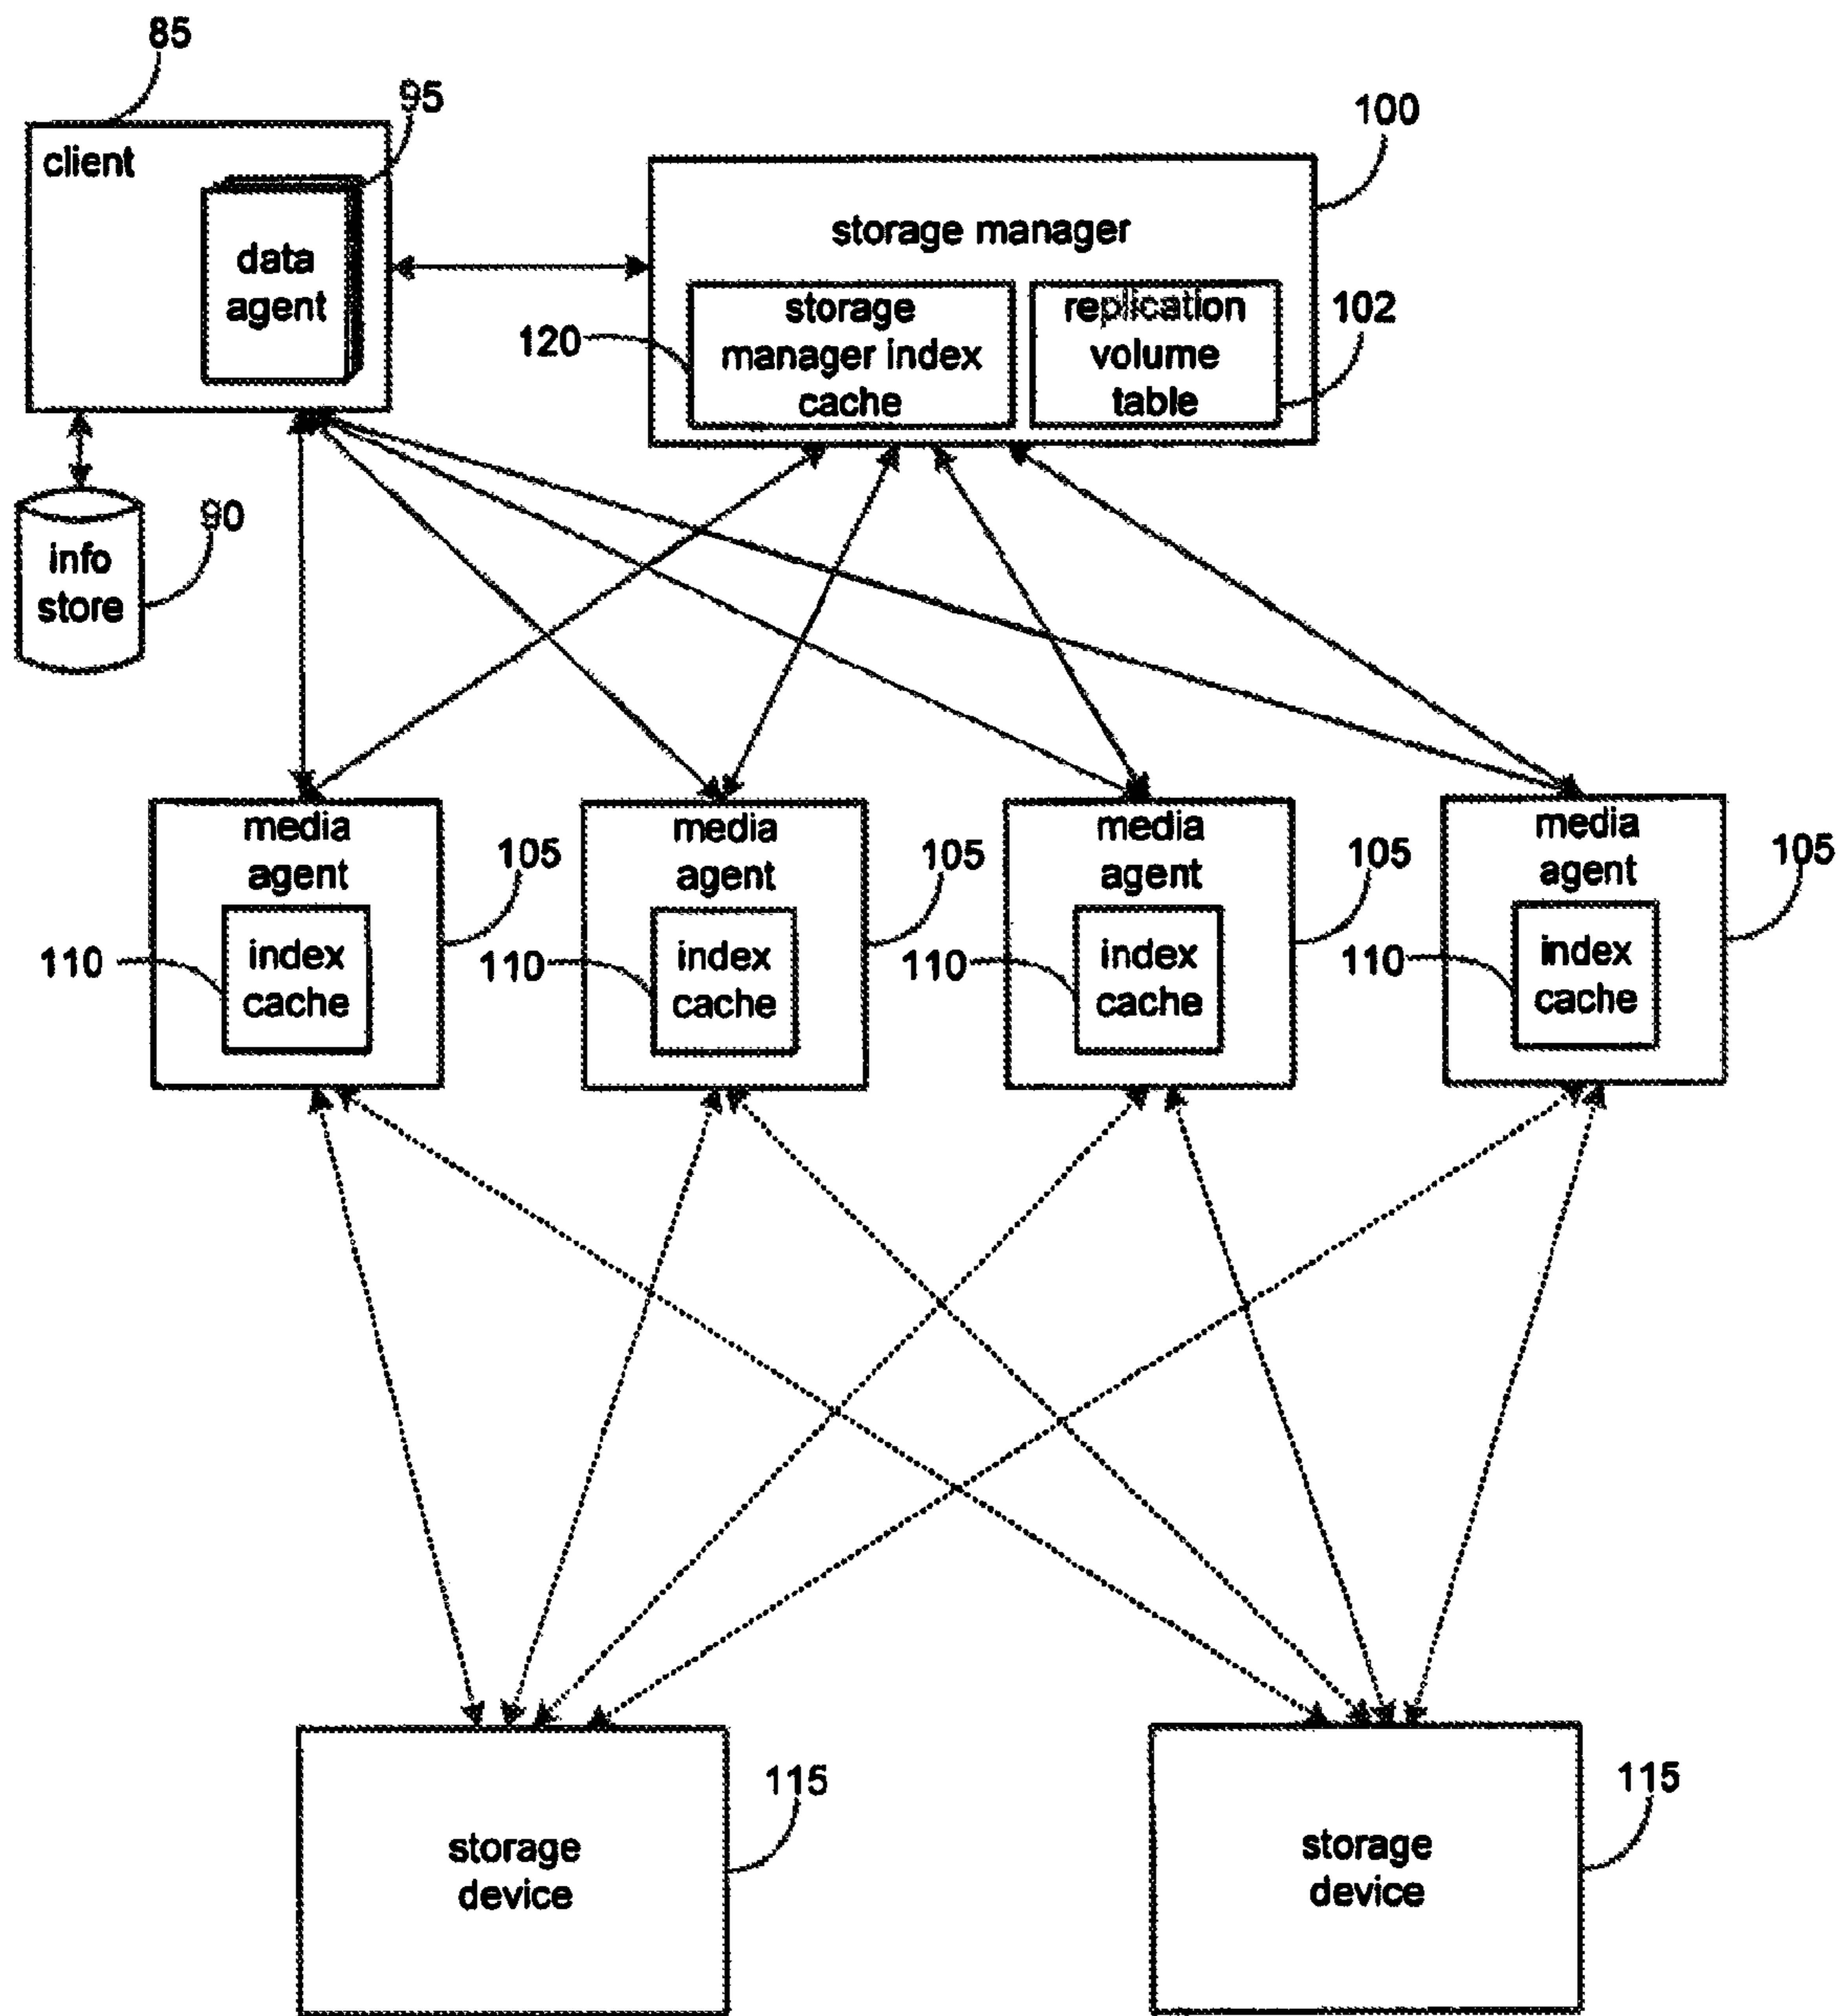 85
95
100
client
data
agent
storage manager
storage
manager index
cache
replication
volume
table
120
102
90
info
store
media
agent
index
cache
105
110
media
agent
index
cache
105
110
media
agent
index
cache
105
110
media
agent
index
cache
105
110
storage
device
115
storage
device
115